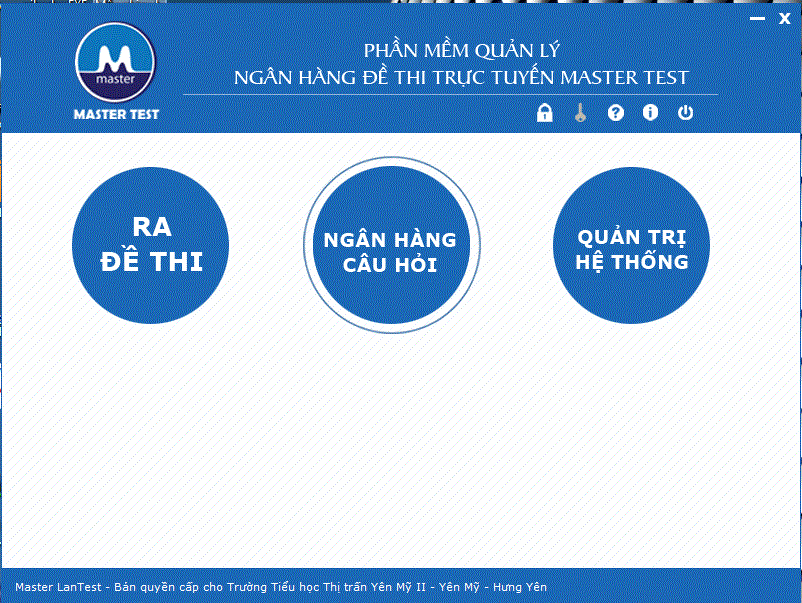 X
PHẦN MỀM QUẢN LÝ
NGÂN HÀNG ĐỀ THI TRỰC TUYẾN MASTER TEST
master
MASTER TEST
RA
ĐỀ THI
NGÂN HÀNG
CÂU HỎI
QUẢN TRỊ
HỆ THỐNG
Master LanTest - Bản quyền cấp cho Trường Tiểu học Thị trấn Yên Mỹ II - Yên Mỹ - Hưng Yên